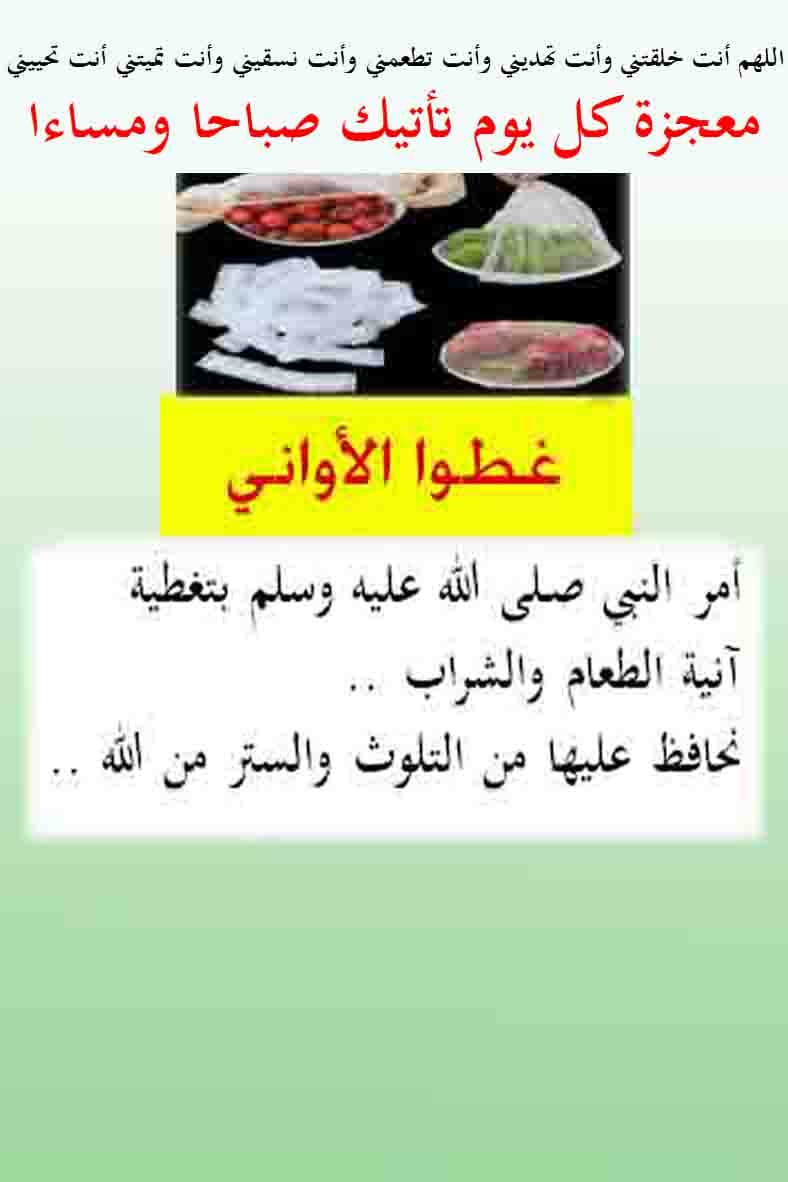 اللهم أنت خلقتني وأنت تهديني وأنت تطعمني وأنت نسقيني وأنت تميتني أنت تحييني
معجزة كل يوم تأتيك صباحا ومساءا
غطوا الأواني
أمر النبي صلى الله عليه وسلم بتغطية
آنية الطعام والشراب ..
نحافظ عليها من التلوث والستر من الله ..